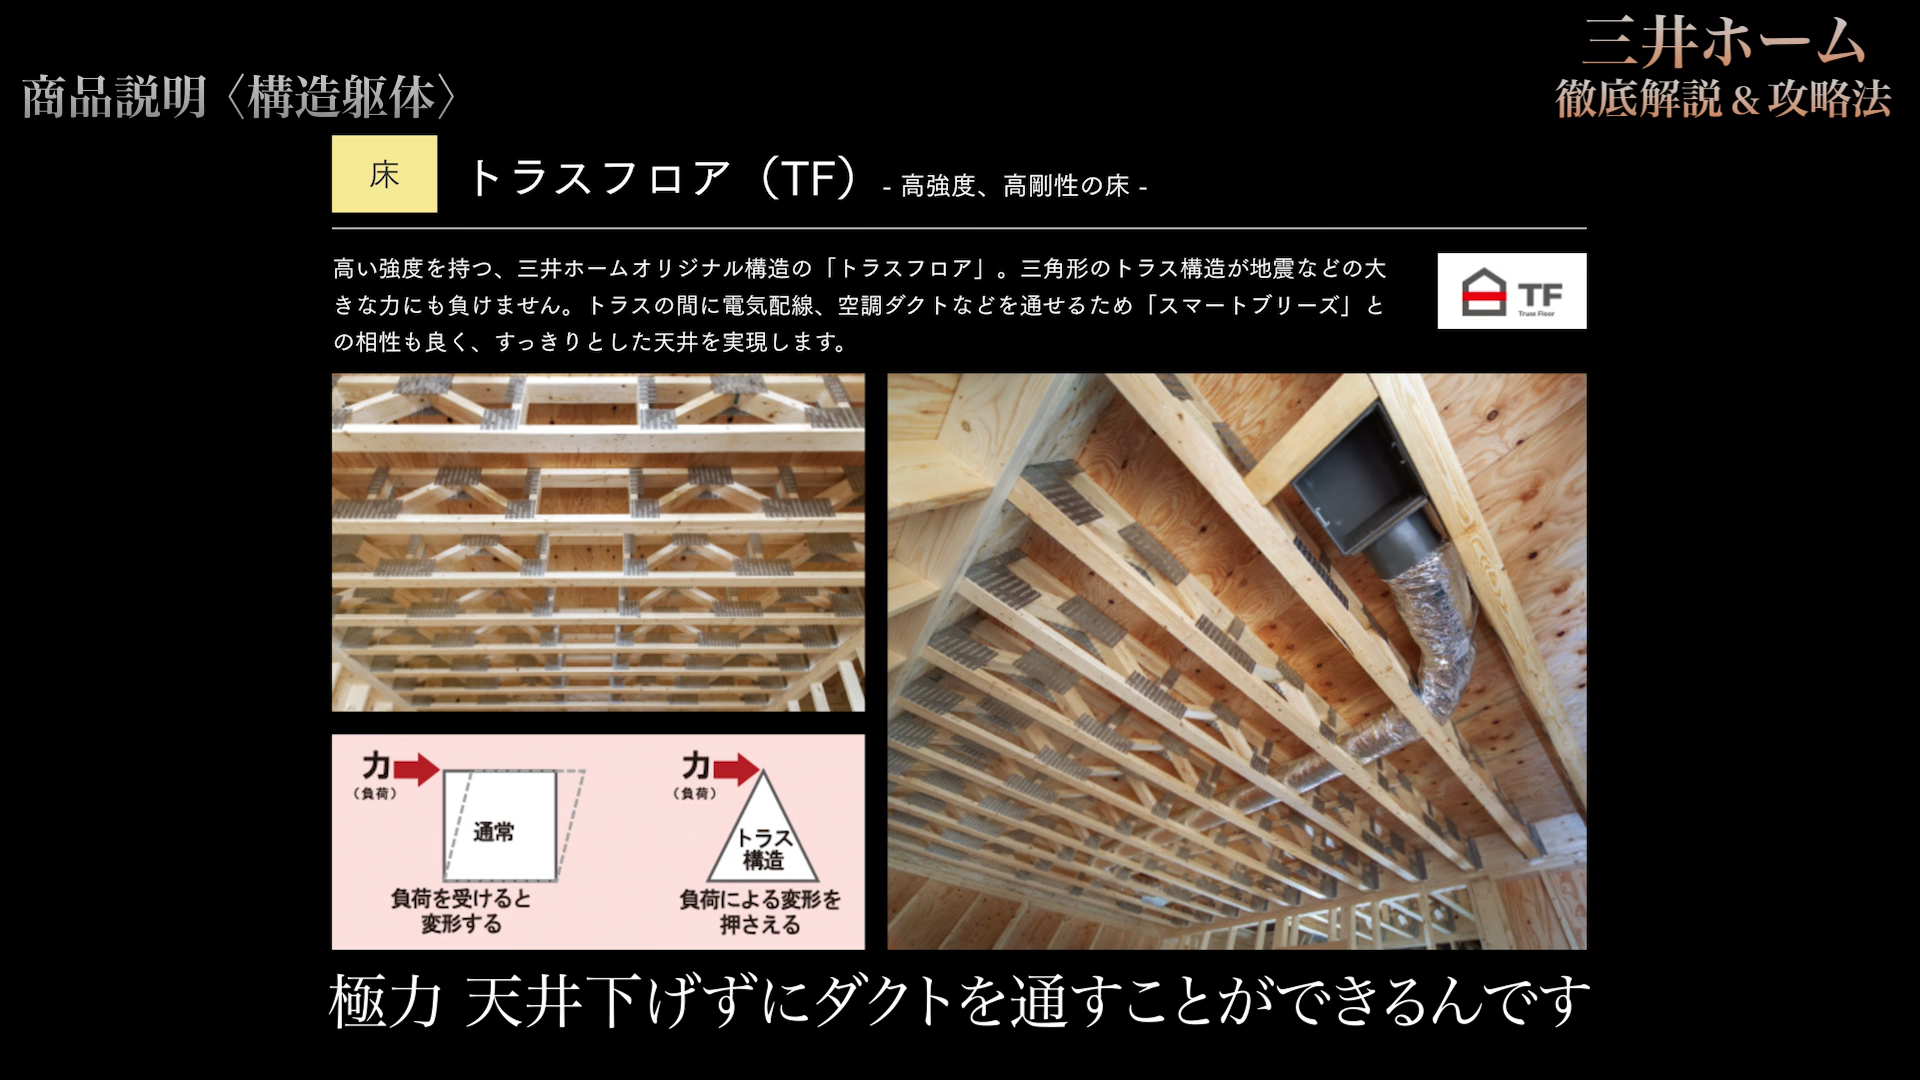 三井ホーム
徹底解説＆攻略法
商品説明〈構造躯体〉
床
トラスフロア（TF）- 高強度、高剛性の床 -
高い強度を持つ、三井ホームオリジナル構造の「トラスフロア」。三角形のトラス構造が地震などの大
きな力にも負けません。トラスの間に電気配線、空調ダクトなどを通せるため「スマートブリーズ」と
の相性も良く、すっきりとした天井を実現します。
TF
Truss Floor
力
（負荷）
通常
負荷を受けると
変形する
力
（負荷）
トラス
構造
負荷による変形を
押さえる
極力 天井下げずにダクトを通すことができるんです